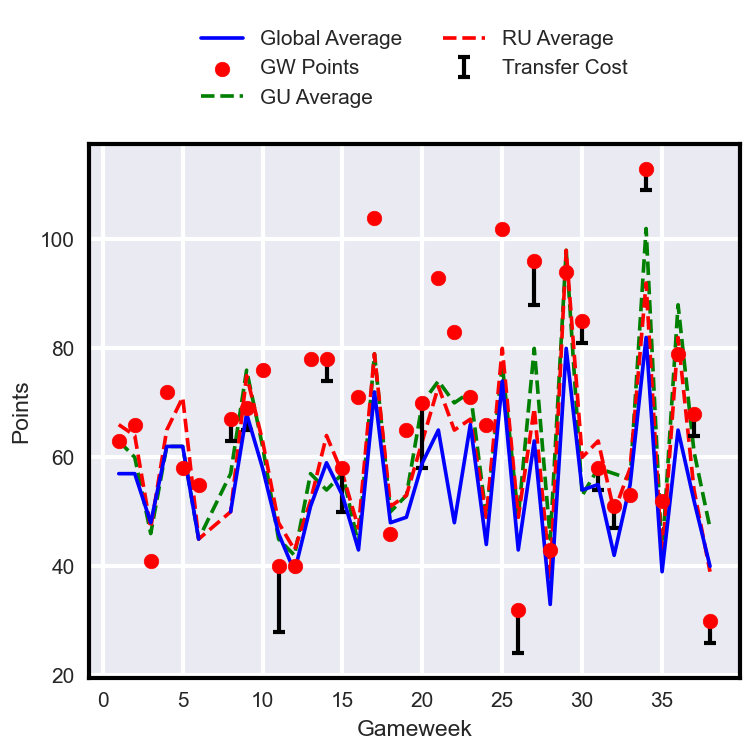 Global Average
GW Points
GU Average
RU Average
Transfer Cost
Points
100
80
60
40
20
0 5 10 15 20 25 30 35
Gameweek